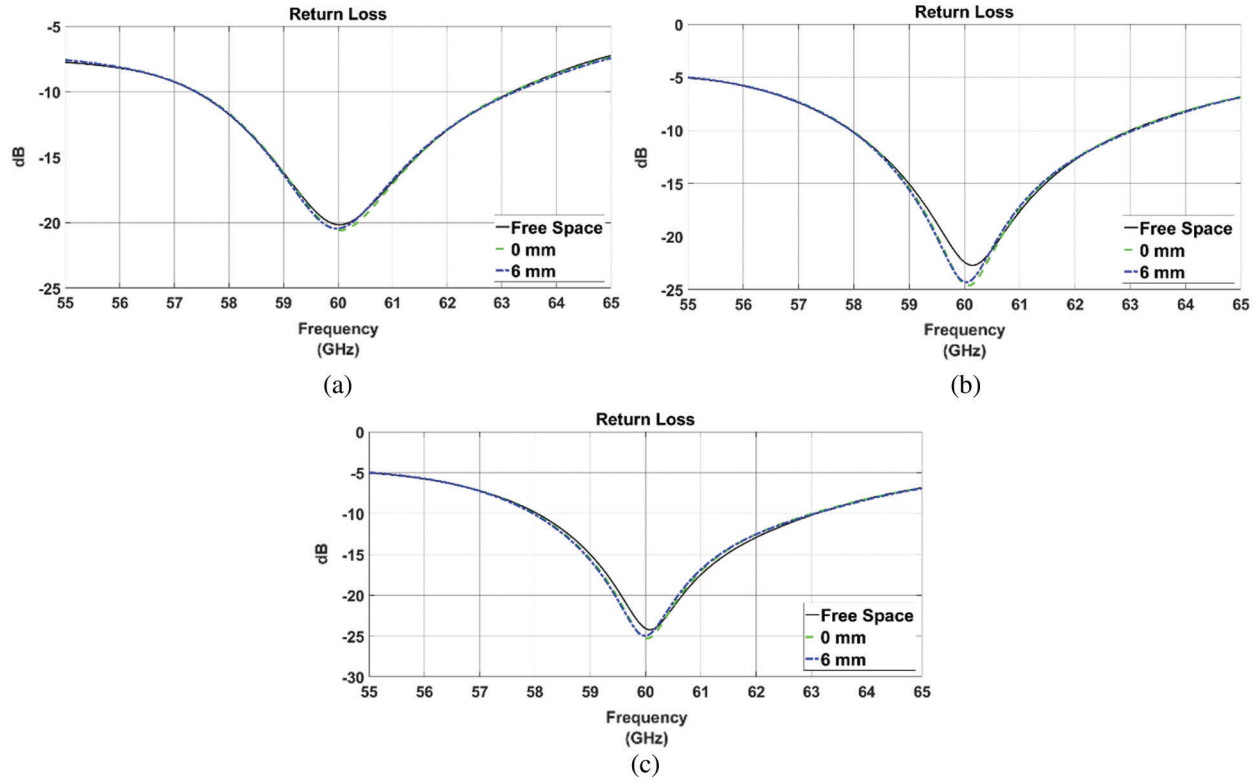 Return Loss
-5
-10
-15
-20
-25
dB
Free Space
0 mm
6 mm
55 56 57 58 59 60 61 62 63 64 65
Frequency
(GHz)
(a)
Return Loss
0
-5
-10
-15
-20
-25
dB
Free Space
0 mm
6 mm
55 56 57 58 59 60 61 62 63 64 65
Frequency
(GHz)
(b)
Return Loss
0
-5
-10
-15
-20
-25
-30
dB
Free Space
0 mm
6 mm
55 56 57 58 59 60 61 62 63 64 65
Frequency
(GHz)
(c)